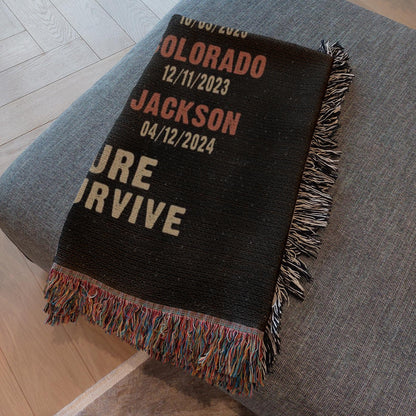 OLORADO
12/11/2023
JACKSON
04/12/2024
URE
URVIVE